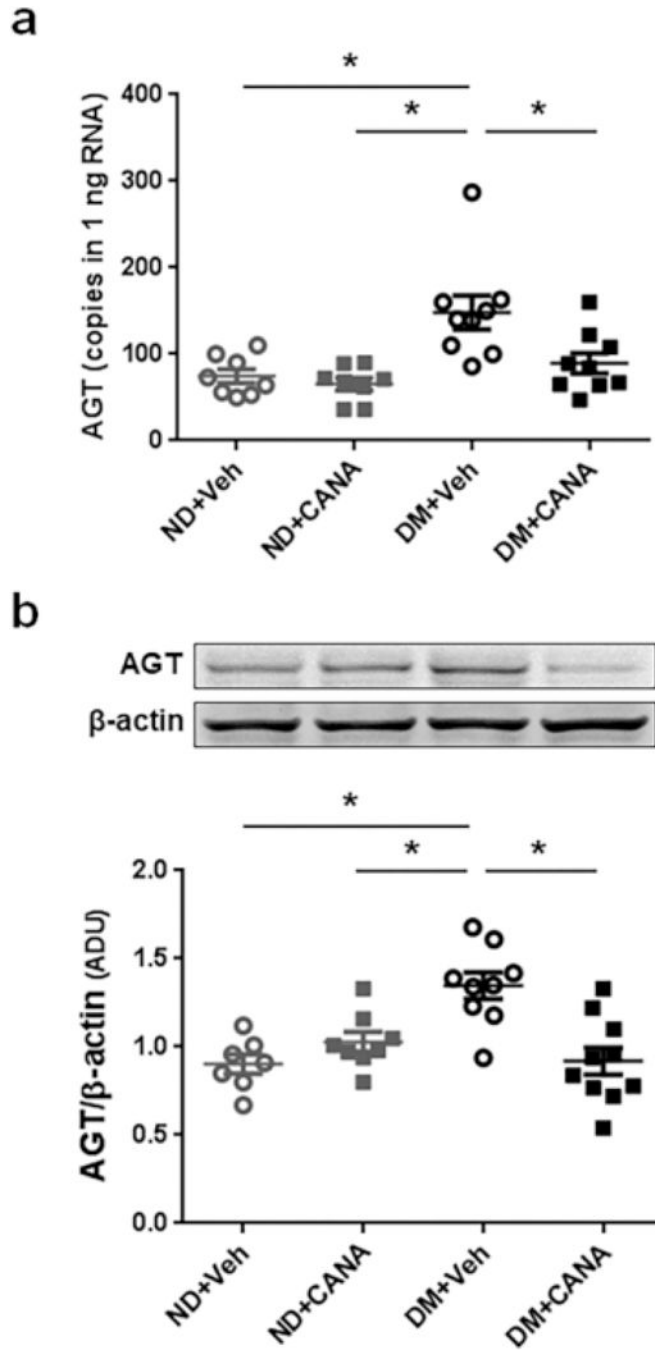 a
*
* *
AGT (copies in 1 ng RNA)
400
300
200
100
0
ND+Veh
ND+CANA
DM+Veh
DM+CANA
b
AGT
β-actin
*
* *
AGT/β-actin (ADU)
2.0
1.5
1.0
0.5
0.0
ND+Veh
ND+CANA
DM+Veh
DM+CANA